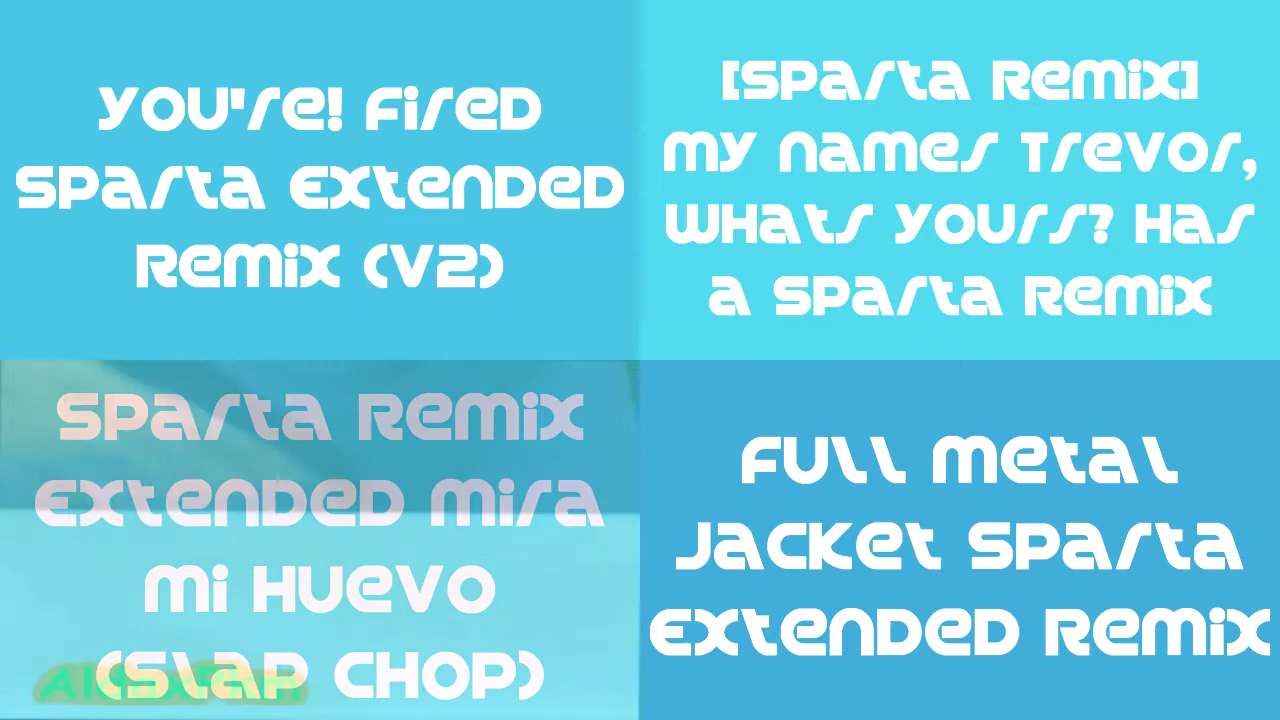 You're! Fired
Sparta Extended
Remix (V2)
[Sparta Remix]
My names Trevor,
Whats yours? Has
a Sparta Remix
Sparta Remix
Extended Mira
Mi Huevo
(Slap Chop)
Full Metal
Jacket Sparta
Extended Remix